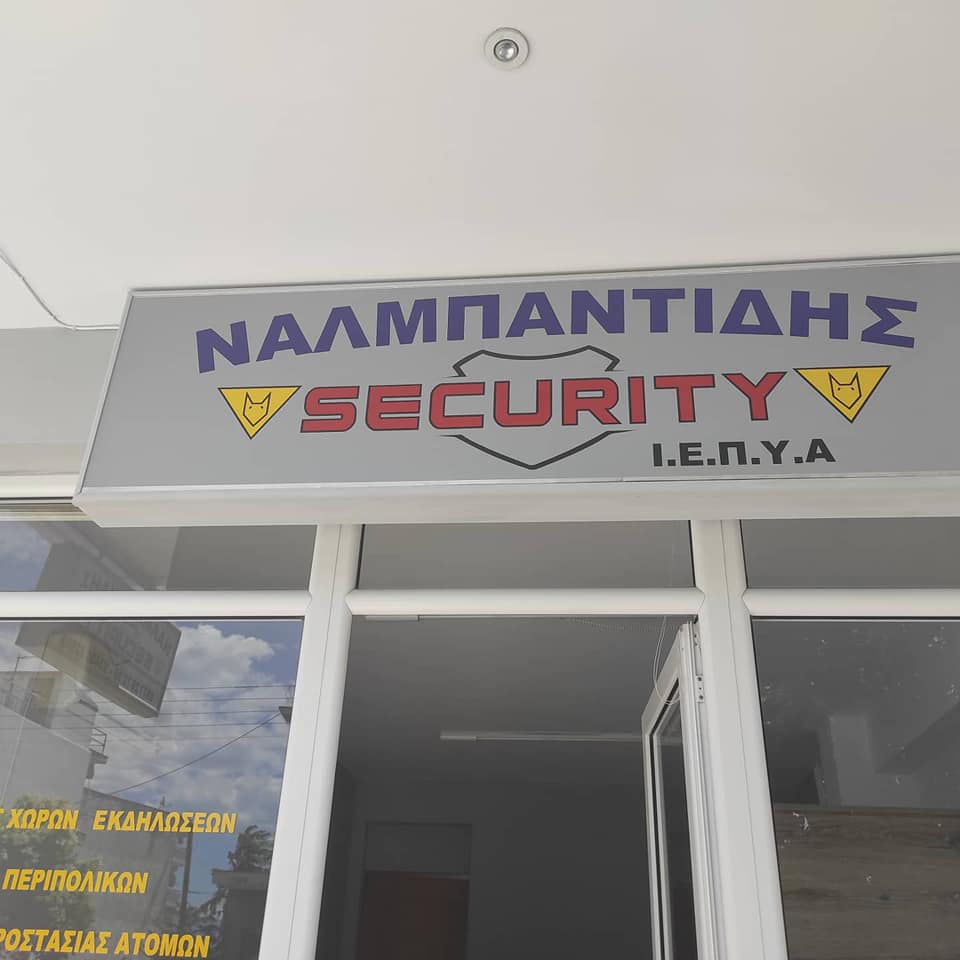 ΝΑΛΜΠΑΝΤΙΔΗΣ
SECURITY
Ι.Ε.Π.Υ.Α
ΧΩΡΩΝ ΕΚΔΗΛΩΣΕΩΝ
ΠΕΡΙΠΟΛΙΚΩΝ
ΡΟΣΤΑΣΙΑΣ ΑΤΟΜΩΝ